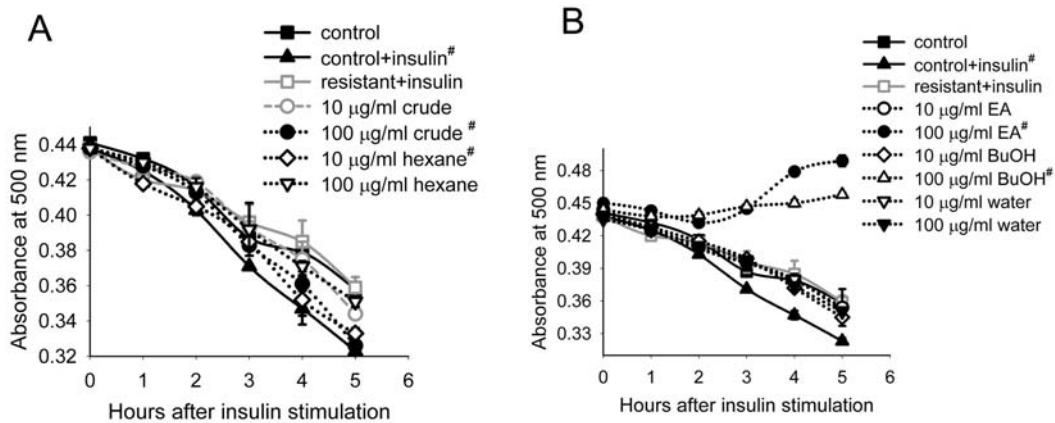 A
control
control+insulin#
resistant+insulin
10 μg/ml crude
100 μg/ml crude #
10 μg/ml hexane#
100 μg/ml hexane
Absorbance at 500 nm
0.44
0.42
0.40
0.38
0.36
0.34
0.32
0 1 2 3 4 5 6
Hours after insulin stimulation
B
control
control+insulin#
resistant+insulin
10 μg/ml EA
100 μg/ml EA#
10 μg/ml BuOH
100 μg/ml BuOH#
10 μg/ml water
100 μg/ml water
Absorbance at 500 nm
0.48
0.45
0.42
0.39
0.36
0.33
0 1 2 3 4 5 6
Hours after insulin stimulation